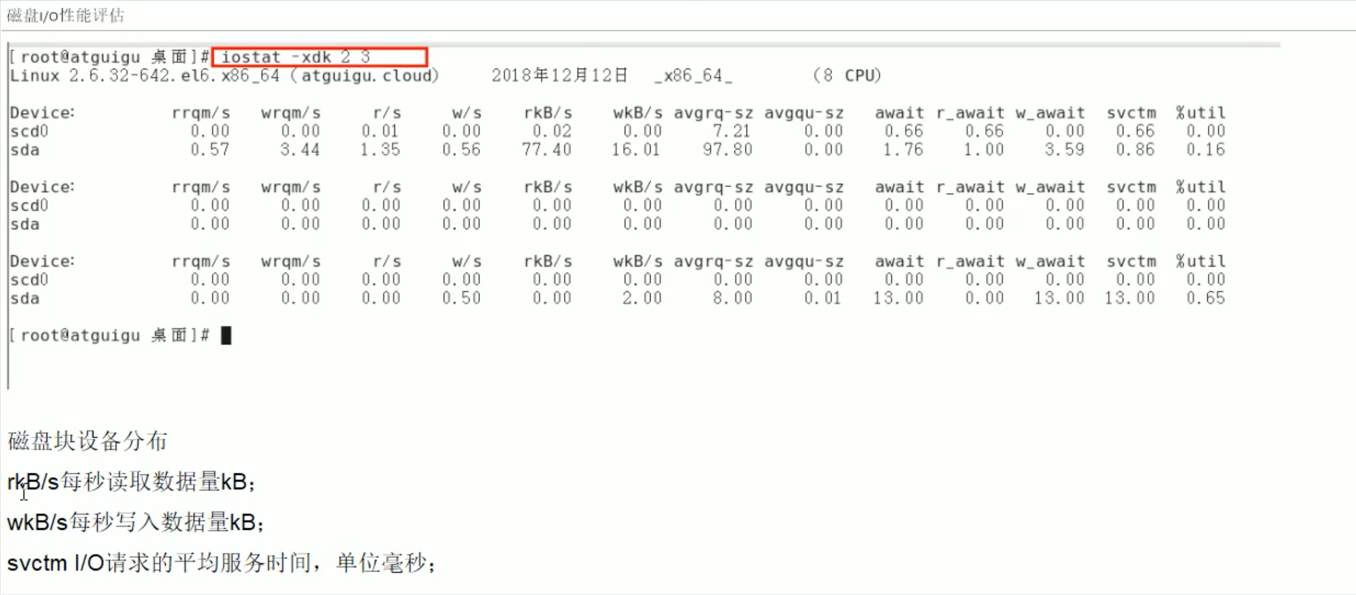 磁盘I/O性能评估
[root@atguigu 桌面]# iostat -xdk 2 3
Linux 2.6.32-642.el6.x86_64 (atguigu.cloud) 2018年12月12日 _x86_64_ (8 CPU)
Device: rrqm/s wrqm/s r/s w/s rkB/s wkB/s avgrq-sz avgqu-sz await r_await w_await svctm %util
scd0 0.00 0.00 0.01 0.00 0.02 0.00 7.21 0.00 0.66 0.66 0.00 0.66 0.00
sda 0.57 3.44 1.35 0.56 77.40 16.01 97.80 0.00 1.76 1.00 3.59 0.86 0.16
Device: rrqm/s wrqm/s r/s w/s rkB/s wkB/s avgrq-sz avgqu-sz await r_await w_await svctm %util
scd0 0.00 0.00 0.00 0.00 0.00 0.00 0.00 0.00 0.00 0.00 0.00 0.00 0.00
sda 0.00 0.00 0.00 0.00 0.00 0.00 0.00 0.00 0.00 0.00 0.00 0.00 0.00
Device: rrqm/s wrqm/s r/s w/s rkB/s wkB/s avgrq-sz avgqu-sz await r_await w_await svctm %util
scd0 0.00 0.00 0.00 0.00 0.00 0.00 0.00 0.00 0.00 0.00 0.00 0.00 0.00
sda 0.00 0.00 0.00 0.50 0.00 2.00 8.00 0.01 13.00 0.00 13.00 13.00 0.65
[root@atguigu 桌面]#
磁盘块设备分布
rkB/s每秒读取数据量kB;
wkB/s每秒写入数据量kB;
svctm I/O请求的平均服务时间，单位毫秒;